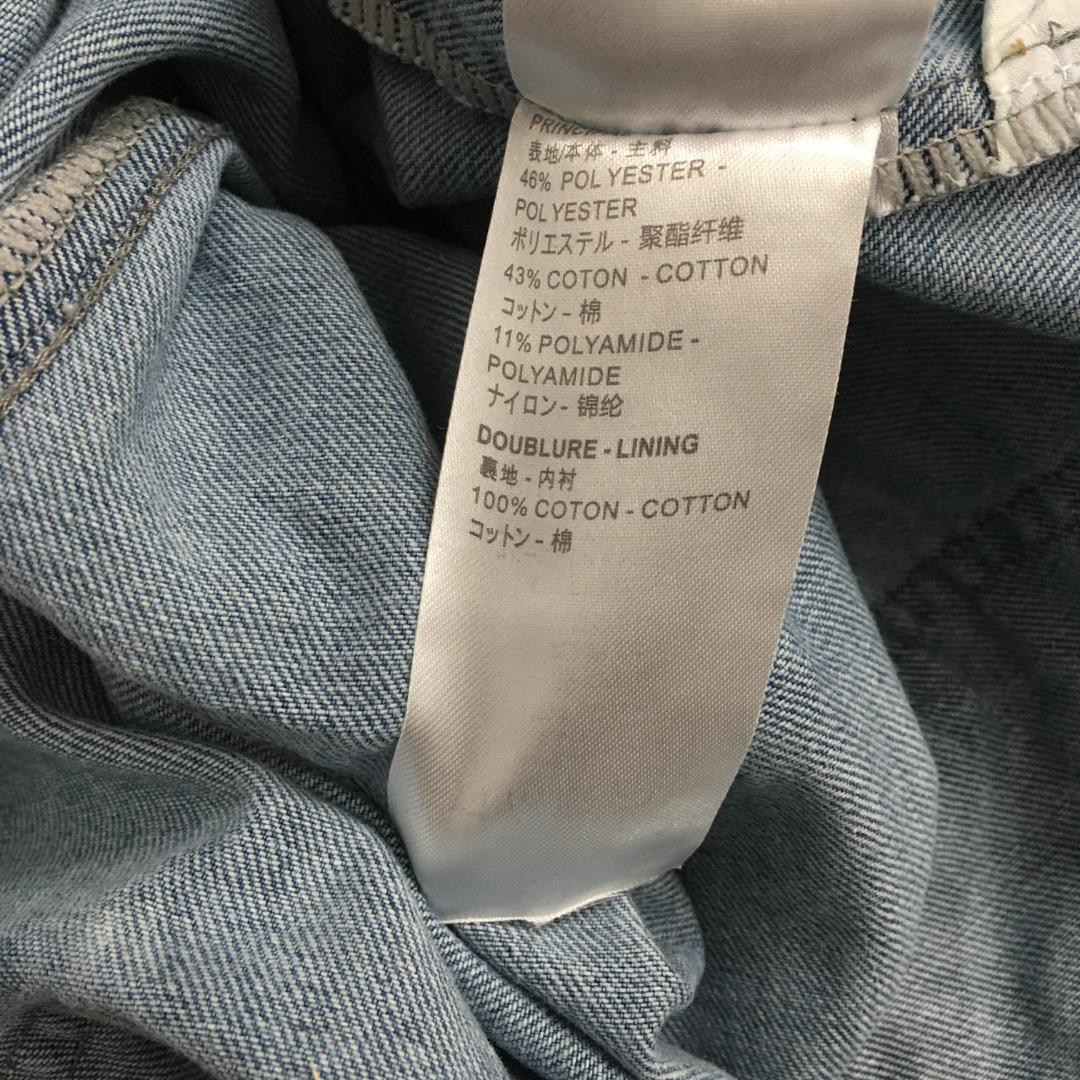 表地/本体 - 主料
46% POLYESTER -
POLYESTER
ポリエステル - 聚酯纤维
43% COTON - COTTON
コットン - 棉
11% POLYAMIDE -
POLYAMIDE
ナイロン - 锦纶
DOUBLURE - LINING
裏地 - 内衬
100% COTON - COTTON
コットン - 棉